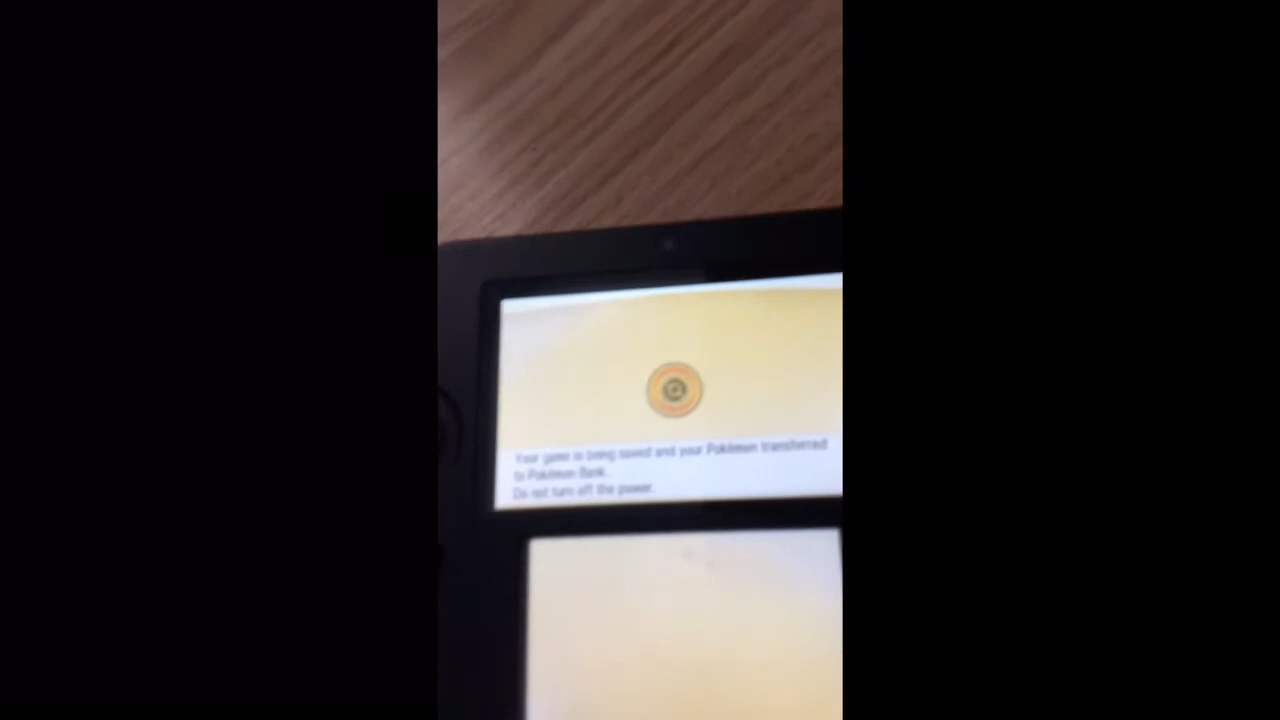 Your game is being saved and your Pokémon transferred
to Pokémon Bank.
Do not turn off the power.